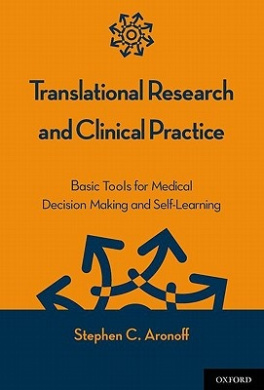 Translational Research
and Clinical Practice
Basic Tools for Medical
Decision Making and Self-Learning
Stephen C. Aronoff
OXFORD